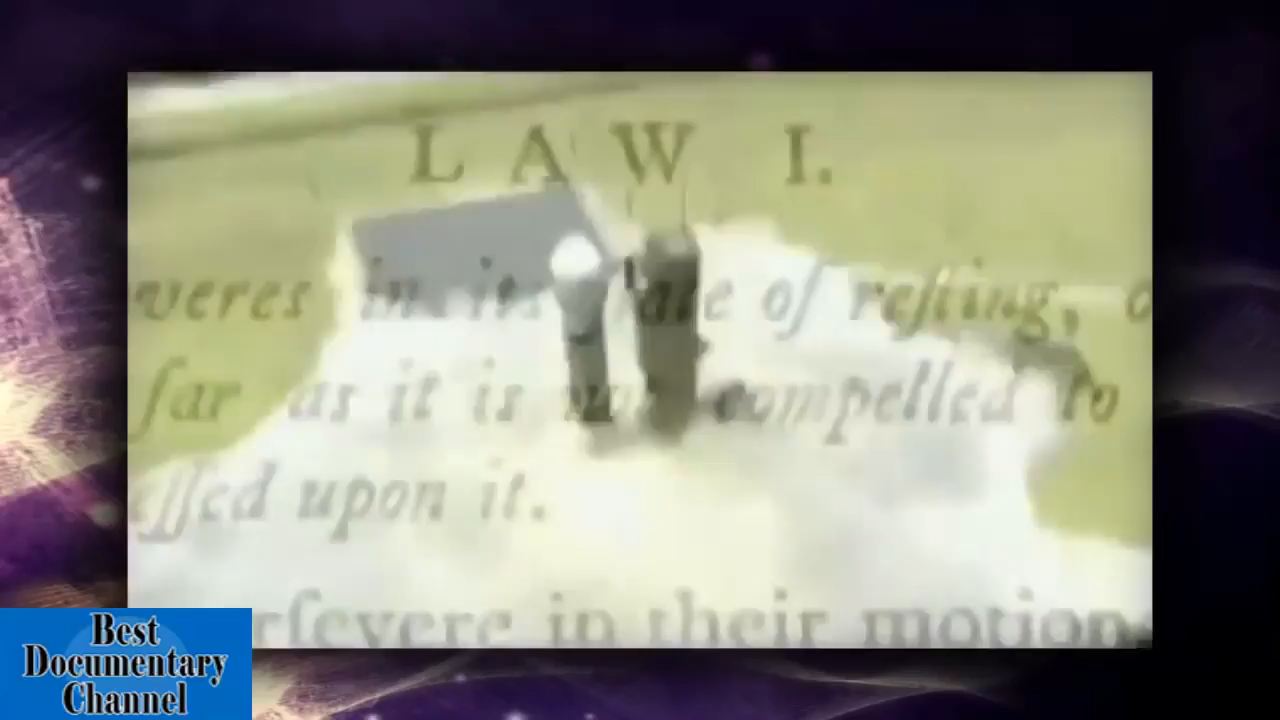 LAW I.
veres in its state of reſting, o
ſar as it is not compelled to
eſſed upon it.
rſevere in their motion
Best
Documentary
Channel